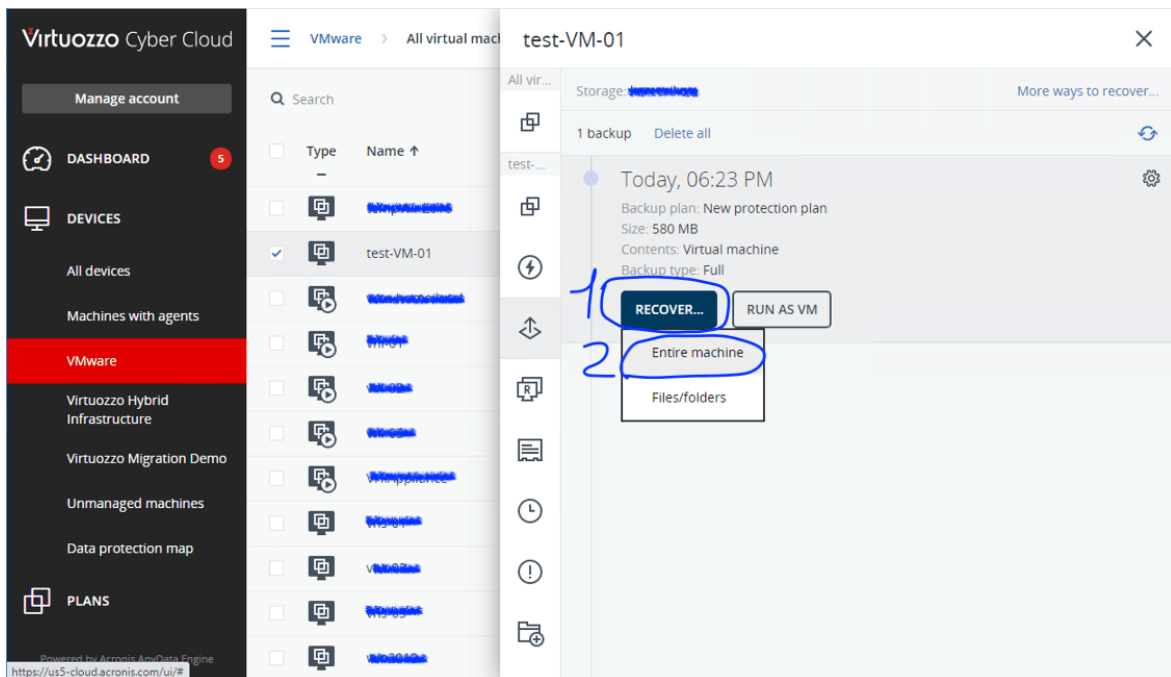 Virtuozzo Cyber Cloud
Manage account
DASHBOARD
5
DEVICES
All devices
Machines with agents
VMware
Virtuozzo Hybrid
Infrastructure
Virtuozzo Migration Demo
Unmanaged machines
Data protection map
PLANS
Powered by Acronis AnyData Engine
https://us5-cloud.acronis.com/ui/#
VMware > All virtual mach
Search
Type Name ↑
test-VM-01
test-VM-01
All vir...
test-...
Storage:
More ways to recover...
1 backup Delete all
Today, 06:23 PM
Backup plan: New protection plan
Size: 580 MB
Contents: Virtual machine
Backup type: Full
1
RECOVER... RUN AS VM
2
Entire machine
Files/folders